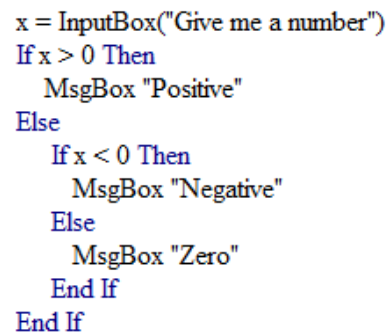 x = InputBox("Give me a number")
If x > 0 Then
MsgBox "Positive"
Else
If x < 0 Then
MsgBox "Negative"
Else
MsgBox "Zero"
End If
End If